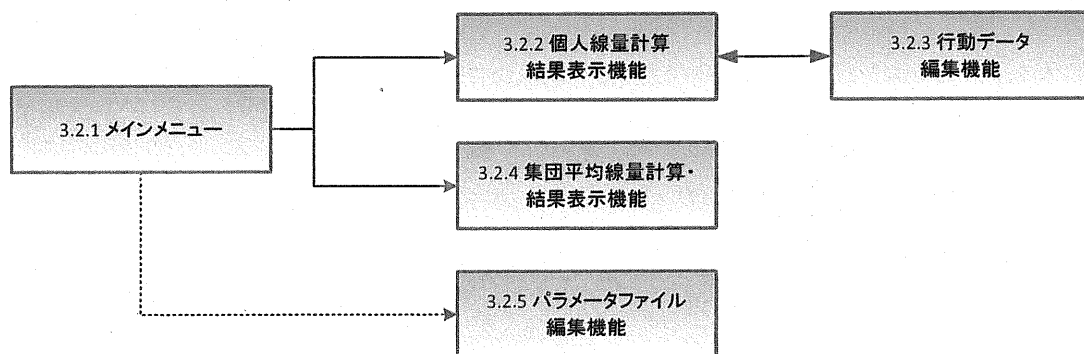 3.2.2 個人線量計算
結果表示機能
3.2.3 行動データ
編集機能
3.2.1 メインメニュー
3.2.4 集団平均線量計算・
結果表示機能
3.2.5 パラメータファイル
編集機能